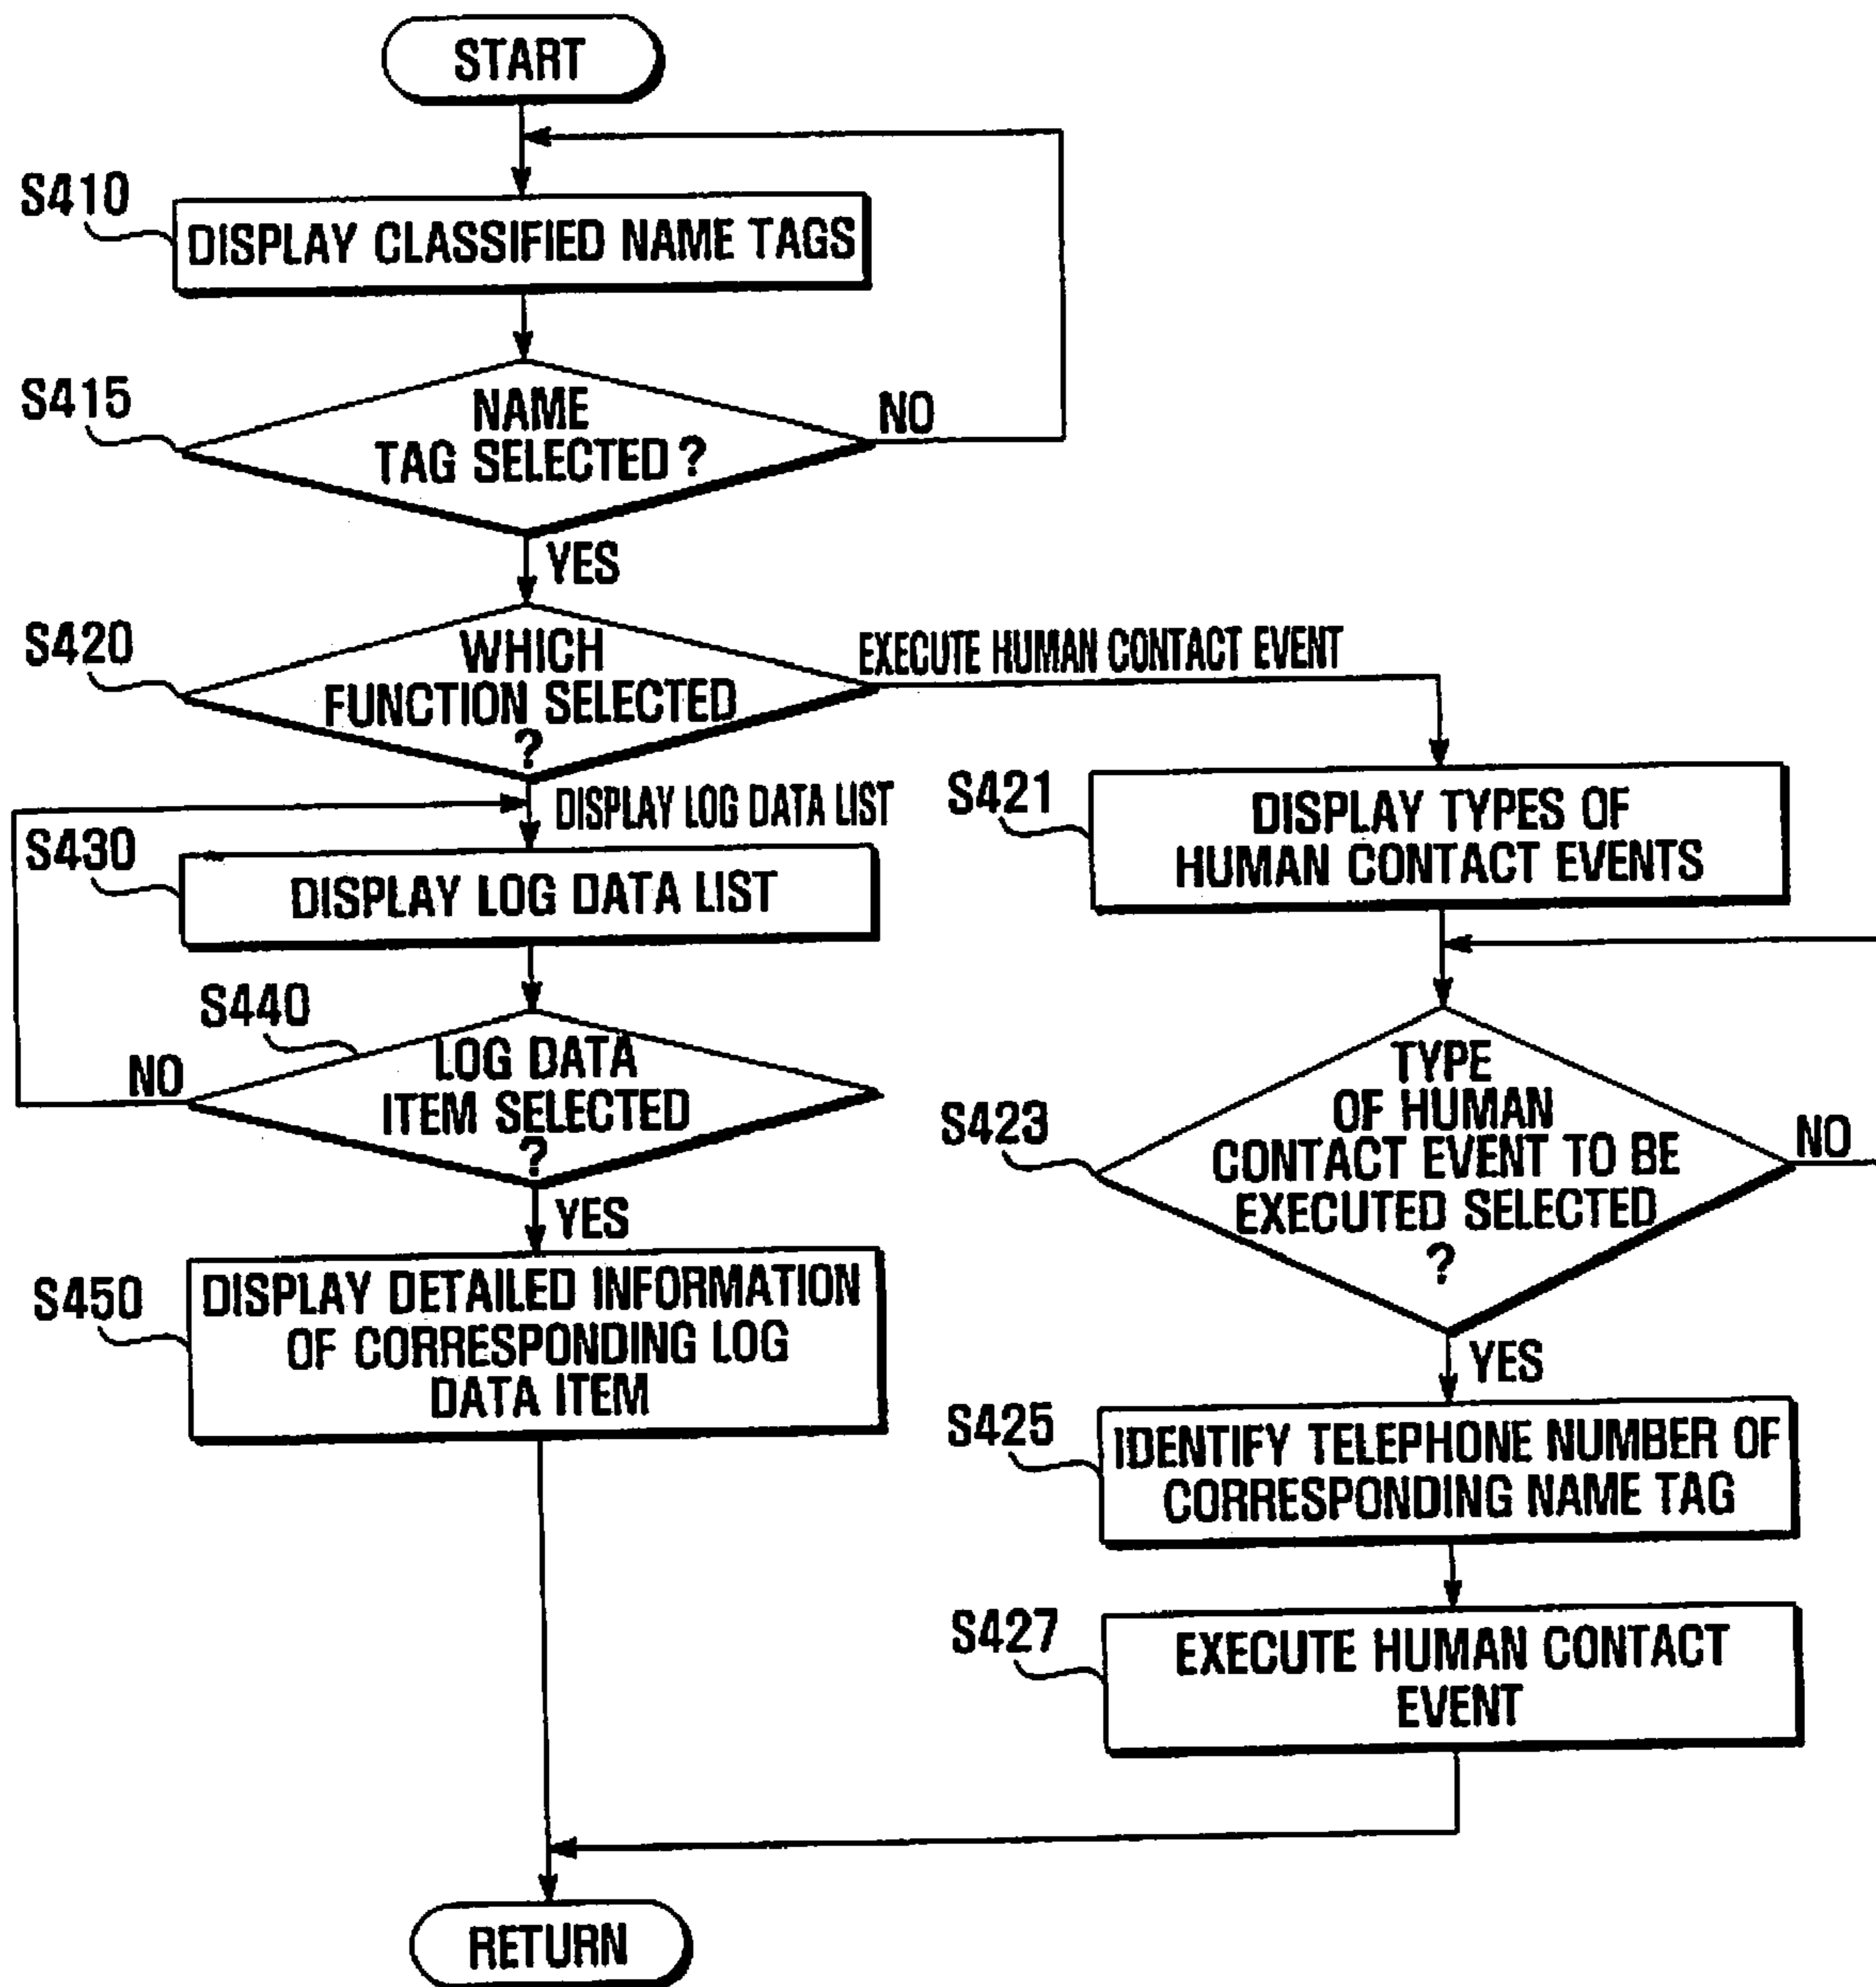 START
S410
DISPLAY CLASSIFIED NAME TAGS
S415
NAME
TAG SELECTED ?
NO
YES
S420
WHICH
FUNCTION SELECTED
?
EXECUTE HUMAN CONTACT EVENT
DISPLAY LOG DATA LIST
S430
DISPLAY LOG DATA LIST
S440
LOG DATA
ITEM SELECTED
?
NO
YES
S450
DISPLAY DETAILED INFORMATION
OF CORRESPONDING LOG
DATA ITEM
S421
DISPLAY TYPES OF
HUMAN CONTACT EVENTS
S423
TYPE
OF HUMAN
CONTACT EVENT TO BE
EXECUTED SELECTED
?
NO
YES
S425
IDENTIFY TELEPHONE NUMBER OF
CORRESPONDING NAME TAG
S427
EXECUTE HUMAN CONTACT
EVENT
RETURN